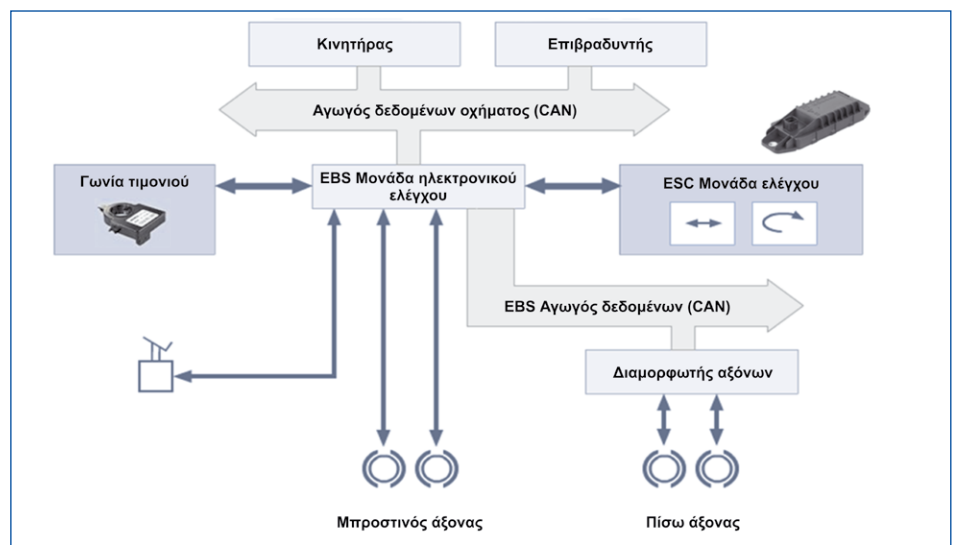 Κινητήρας
Επιβραδυντής
Αγωγός δεδομένων οχήματος (CAN)
Γωνία τιμονιού
EBS Μονάδα ηλεκτρονικού
ελέγχου
ESC Μονάδα ελέγχου
EBS Αγωγός δεδομένων (CAN)
Διαμορφωτής αξόνων
Μπροστινός άξονας
Πίσω άξονας